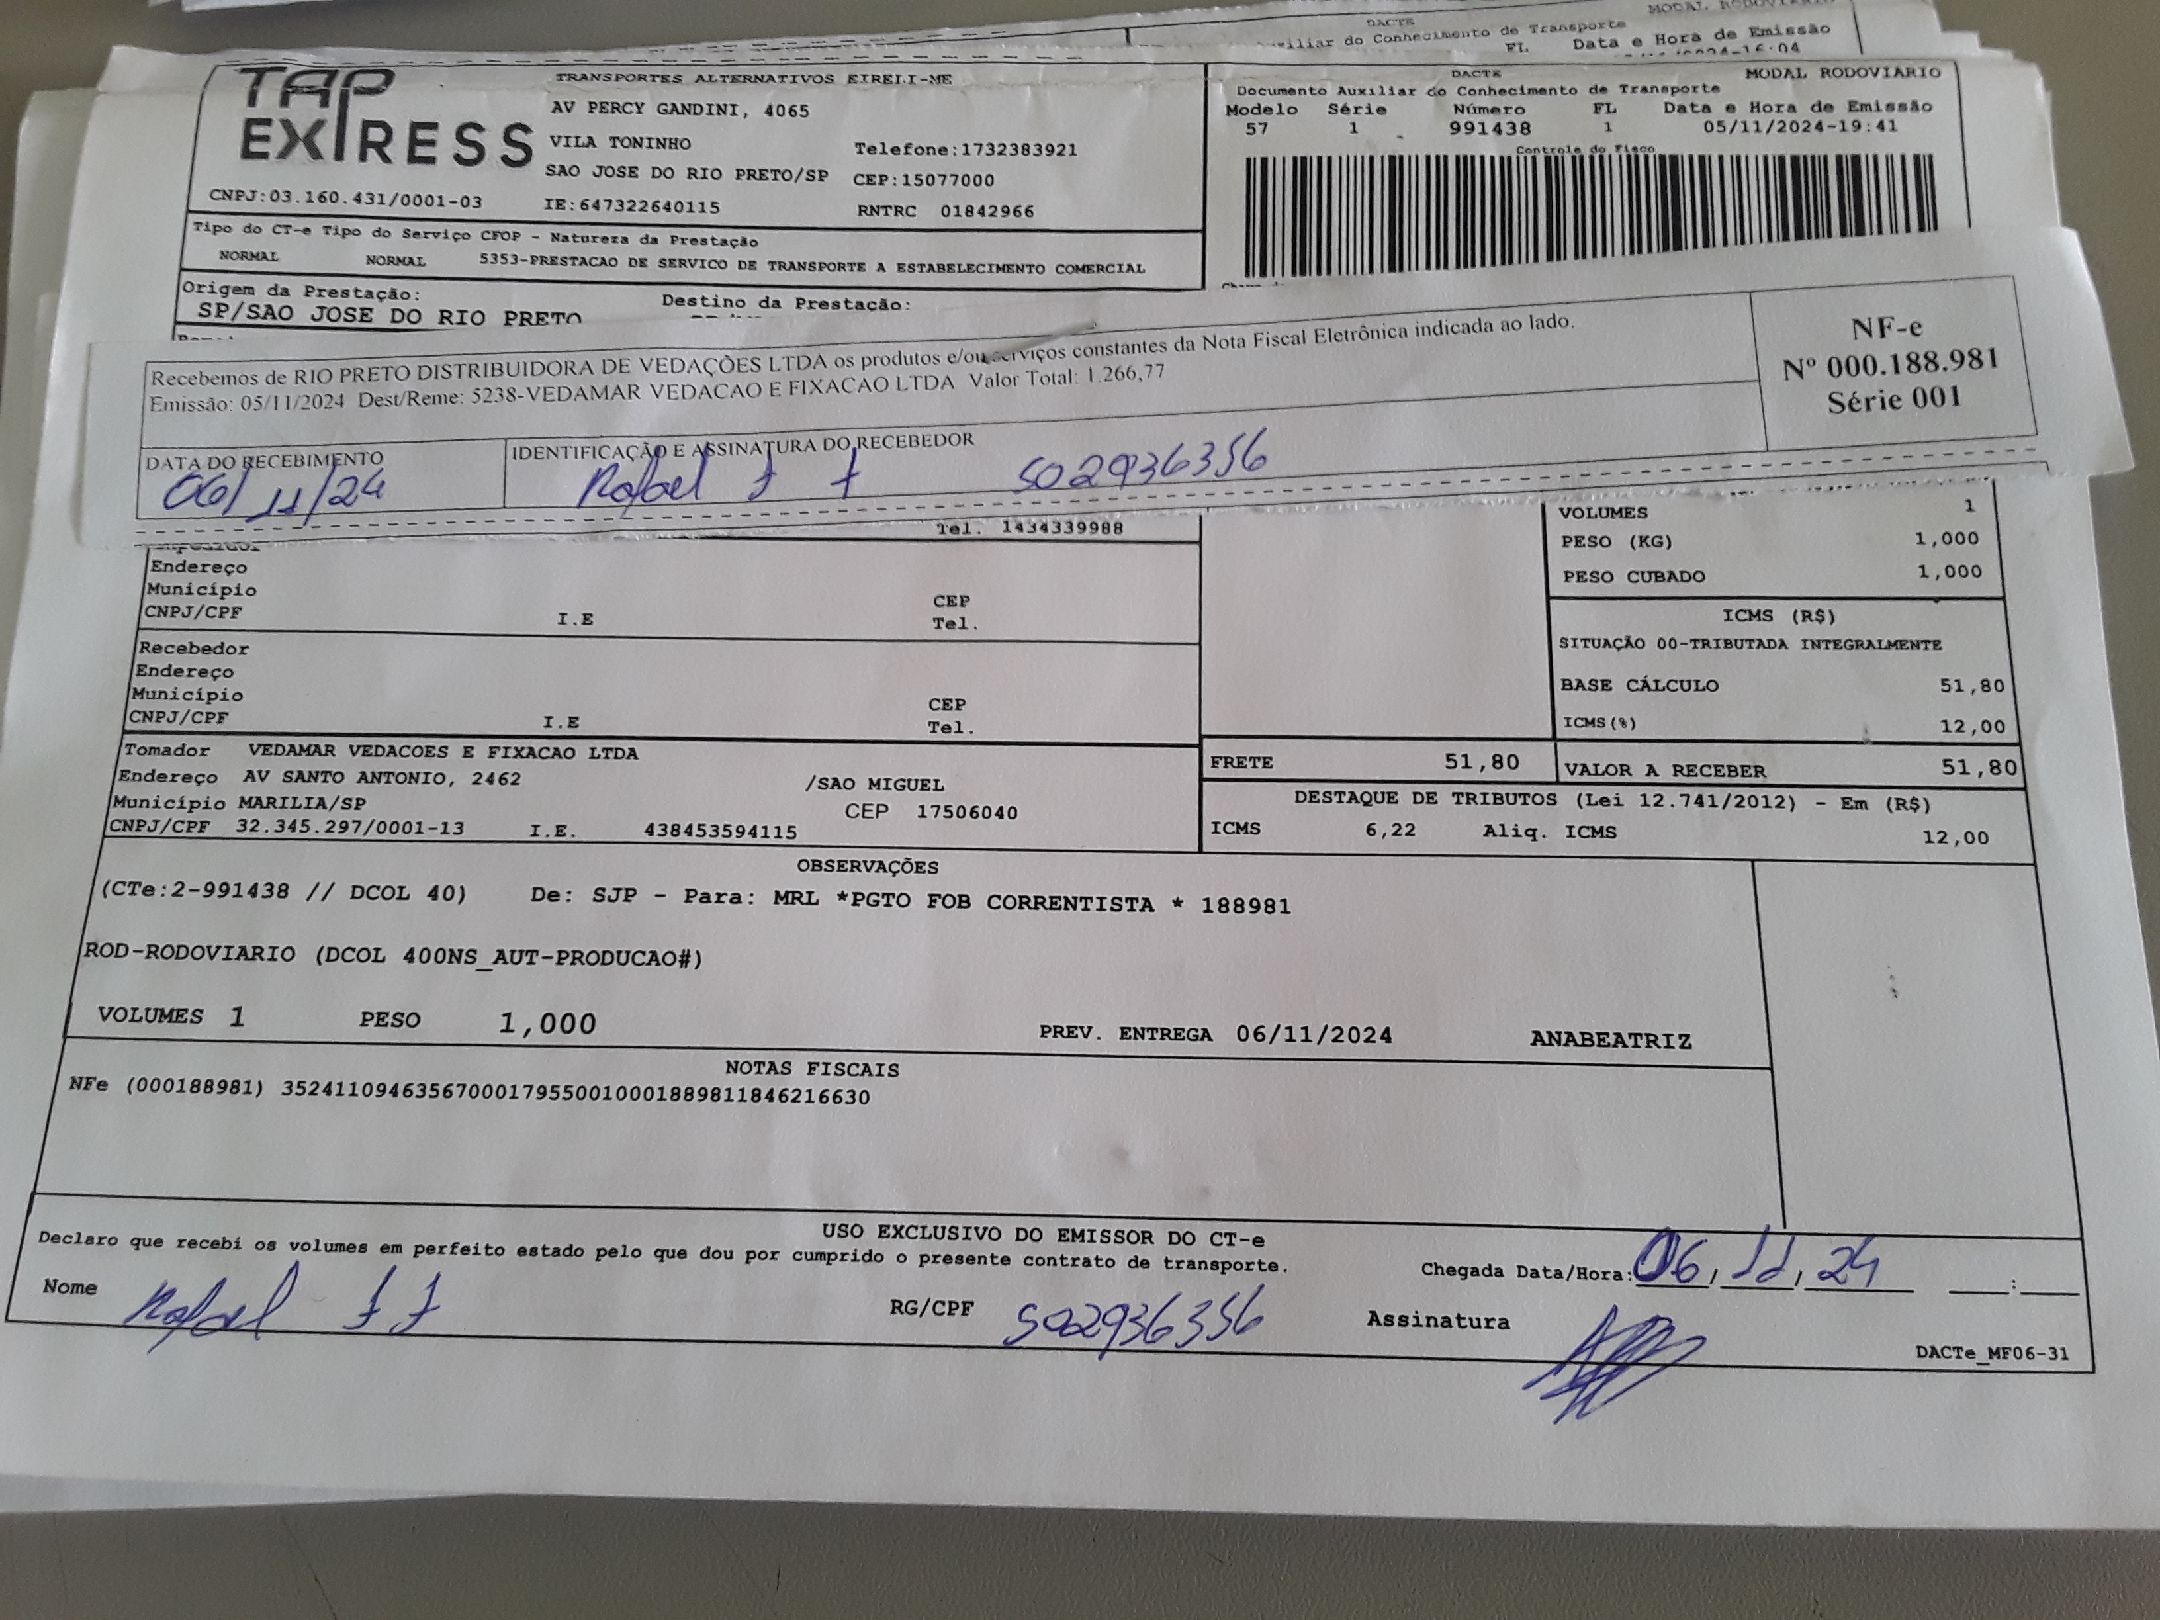 DACTE MODAL RODOVIARIO
uxiliar do Conhecimento de Transporte
FL Data e Hora de Emissão
TAP EXPRESS
TRANSPORTES ALTERNATIVOS EIRELI-ME
AV PERCY GANDINI, 4065
VILA TONINHO Telefone:1732383921
SAO JOSE DO RIO PRETO/SP CEP:15077000
CNPJ:03.160.431/0001-03 IE:647322640115 RNTRC 01842966
DACTE MODAL RODOVIARIO
Documento Auxiliar do Conhecimento de Transporte
Modelo Série Número FL Data e Hora de Emissão
57 1 991438 1 05/11/2024-19:41
Controle do Fisco
Tipo do CT-e Tipo do Serviço CFOP - Natureza da Prestação
NORMAL NORMAL 5353-PRESTACAO DE SERVICO DE TRANSPORTE A ESTABELECIMENTO COMERCIAL
Origem da Prestação: Destino da Prestação:
SP/SAO JOSE DO RIO PRETO
Recebemos de RIO PRETO DISTRIBUIDORA DE VEDAÇÕES LTDA os produtos e/ou serviços constantes da Nota Fiscal Eletrônica indicada ao lado.
Emissão: 05/11/2024 Dest/Reme: 5238-VEDAMAR VEDACAO E FIXACAO LTDA Valor Total: 1.266,77
NF-e
Nº 000.188.981
Série 001
DATA DO RECEBIMENTO IDENTIFICAÇÃO E ASSINATURA DO RECEBEDOR
06/11/24 Rafael J J 502936356
Tel. 1434339988
Endereço
Município CEP
CNPJ/CPF I.E Tel.
Recebedor
Endereço
Município CEP
CNPJ/CPF I.E Tel.
VOLUMES 1
PESO (KG) 1,000
PESO CUBADO 1,000
ICMS (R$)
SITUAÇÃO 00-TRIBUTADA INTEGRALMENTE
BASE CÁLCULO 51,80
ICMS(%) 12,00
Tomador VEDAMAR VEDACOES E FIXACAO LTDA
Endereço AV SANTO ANTONIO, 2462 /SAO MIGUEL
Município MARILIA/SP CEP 17506040
CNPJ/CPF 32.345.297/0001-13 I.E. 438453594115
FRETE 51,80 VALOR A RECEBER 51,80
DESTAQUE DE TRIBUTOS (Lei 12.741/2012) - Em (R$)
ICMS 6,22 Aliq. ICMS 12,00
OBSERVAÇÕES
(CTe:2-991438 // DCOL 40) De: SJP - Para: MRL *PGTO FOB CORRENTISTA * 188981
ROD-RODOVIARIO (DCOL 400NS_AUT-PRODUCAO#)
VOLUMES 1 PESO 1,000 PREV. ENTREGA 06/11/2024 ANABEATRIZ
NOTAS FISCAIS
NFe (000188981) 35241109463567000179550010001889811846216630
USO EXCLUSIVO DO EMISSOR DO CT-e
Declaro que recebi os volumes em perfeito estado pelo que dou por cumprido o presente contrato de transporte.
Chegada Data/Hora: 06, 11, 24 :
Nome Rafael J J RG/CPF 502936356 Assinatura
DACTe_MF06-31